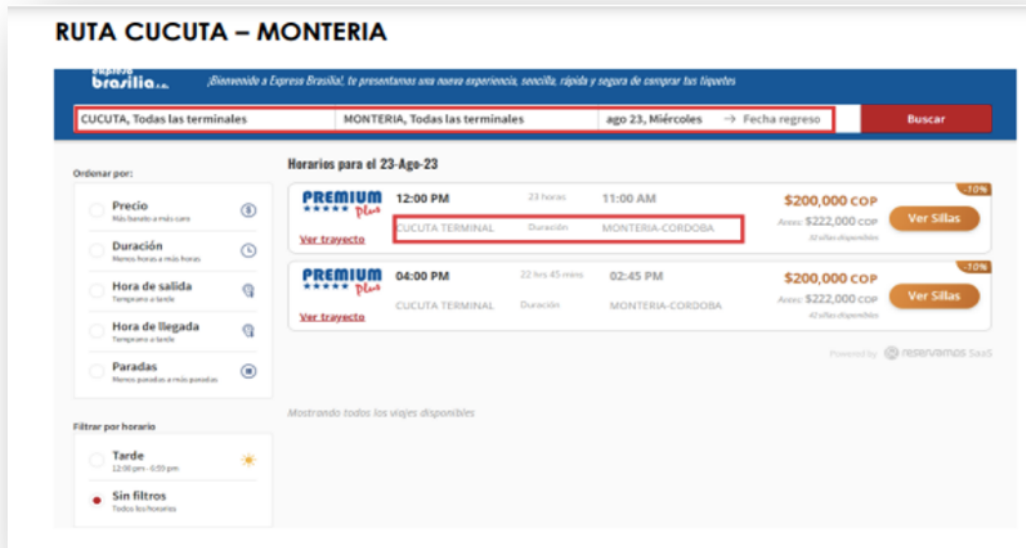 RUTA CUCUTA – MONTERIA
expreso
brasilia S.A.
¡Bienvenido a Expreso Brasilia!, te presentamos una nueva experiencia, sencilla, rápida y segura de comprar tus tiquetes
CUCUTA, Todas las terminales MONTERIA, Todas las terminales ago 23, Miércoles → Fecha regreso Buscar
Horarios para el 23-Ago-23
Ordenar por:
Precio
Más barato a más caro
Duración
Menos horas a más horas
Hora de salida
Temprano a tarde
Hora de llegada
Temprano a tarde
Paradas
Menos paradas a más paradas
Filtrar por horario
Tarde
12:00 pm - 6:59 pm
Sin filtros
Todos los horarios
PREMIUM Plus 12:00 PM 23 horas 11:00 AM $200,000 COP -10%
CUCUTA TERMINAL Duración MONTERIA-CORDOBA Antes: $222,000 COP Ver Sillas
Ver trayecto sillas disponibles
PREMIUM Plus 04:00 PM 22 hrs 45 mins 02:45 PM $200,000 COP -10%
CUCUTA TERMINAL Duración MONTERIA-CORDOBA Antes: $222,000 COP Ver Sillas
Ver trayecto 42 sillas disponibles
Powered by reservamos SaaS
Mostrando todos los viajes disponibles